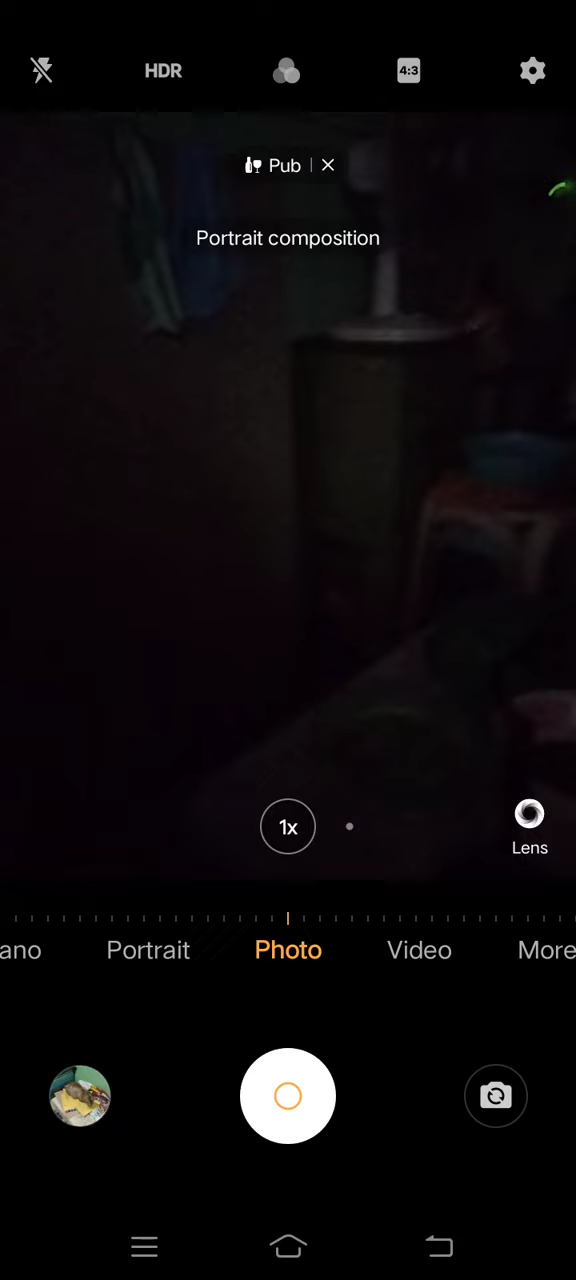 HDR
4:3
Pub
Portrait composition
1x
Lens
ano Portrait Photo Video More